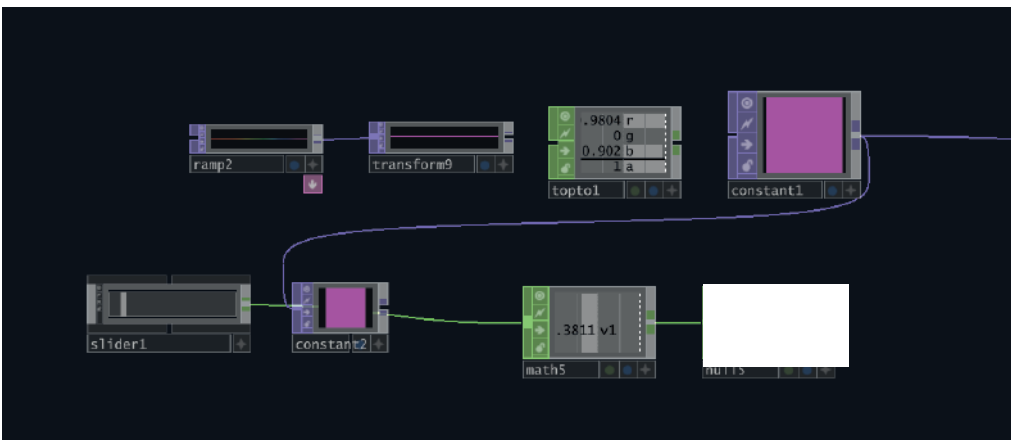 .9804 r
0 g
0.902 b
1 a
ramp2
transform9
topto1
constant1
.3811 v1
slider1
constant2
math5